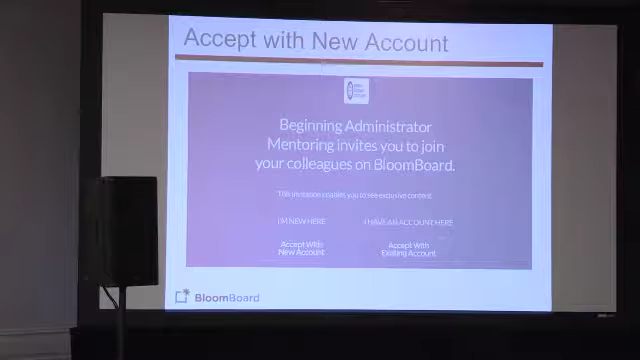 Accept with New Account
Beginning Administrator
Mentoring invites you to join
your colleagues on BloomBoard.
This invitation enables you to see exclusive content.
I'M NEW HERE
I HAVE AN ACCOUNT HERE
Accept With
New Account
Accept With
Existing Account
BloomBoard